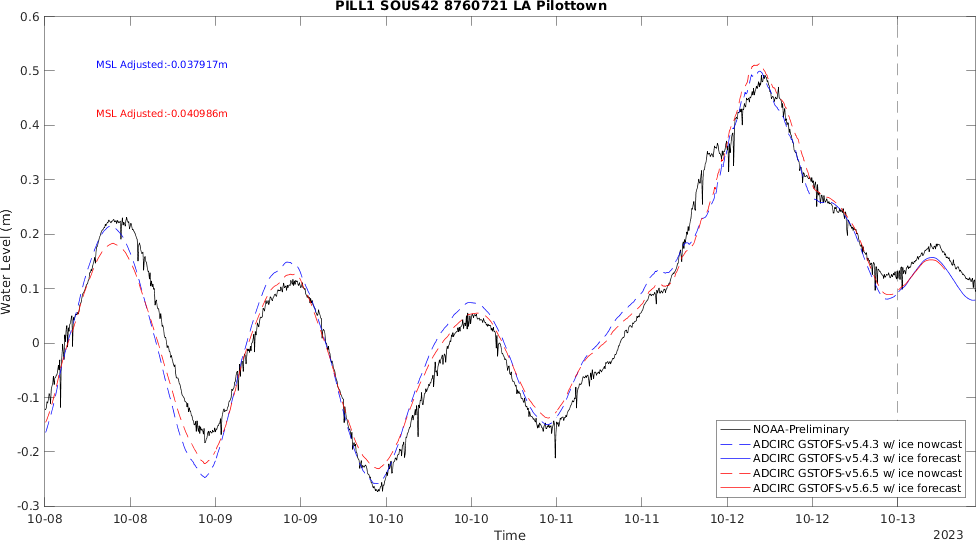 PILL1 SOUS42 8760721 LA Pilottown
0.6
0.5
0.4
0.3
0.2
0.1
0
-0.1
-0.2
-0.3
Water Level (m)
MSL Adjusted:-0.037917m
MSL Adjusted:-0.040986m
NOAA-Preliminary
ADCIRC GSTOFS-v5.4.3 w/ ice nowcast
ADCIRC GSTOFS-v5.4.3 w/ ice forecast
ADCIRC GSTOFS-v5.6.5 w/ ice nowcast
ADCIRC GSTOFS-v5.6.5 w/ ice forecast
10-08 10-08 10-09 10-09 10-10 10-10 10-11 10-11 10-12 10-12 10-13
Time
2023